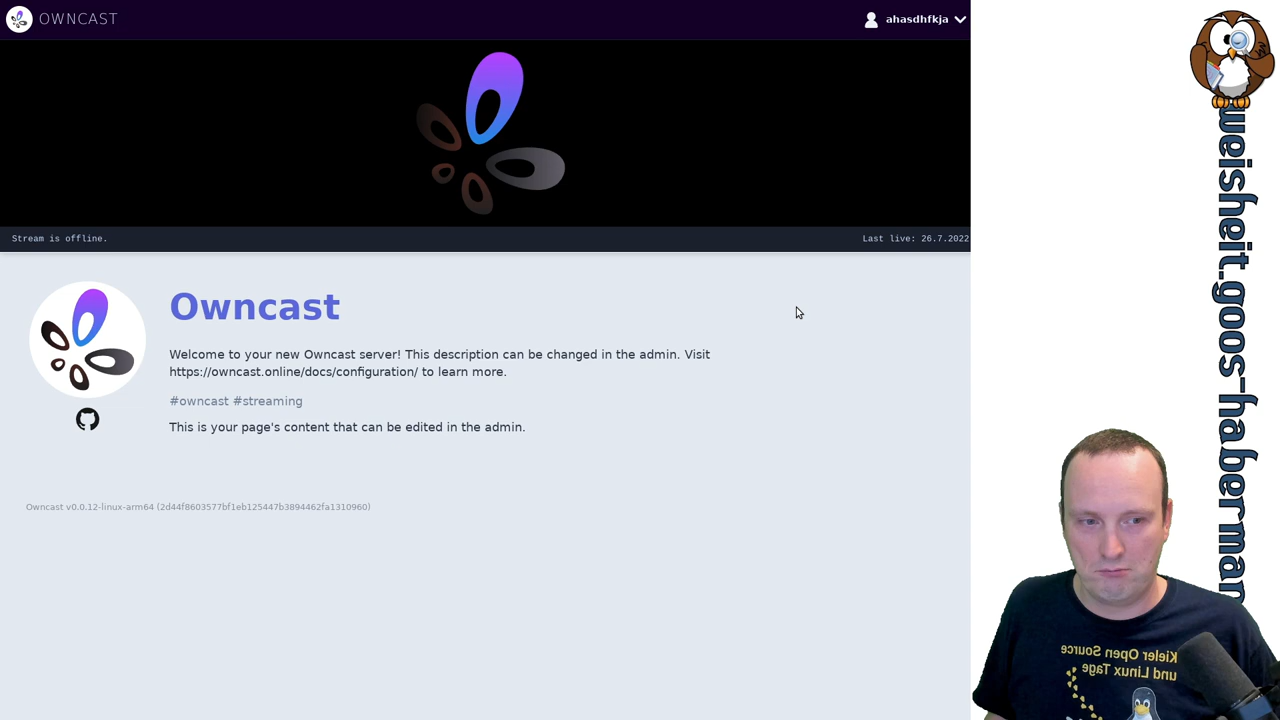 OWNCAST
ahasdhfkja
Stream is offline.
Last live: 26.7.2022
Owncast
Welcome to your new Owncast server! This description can be changed in the admin. Visit
https://owncast.online/docs/configuration/ to learn more.
#owncast #streaming
This is your page's content that can be edited in the admin.
Owncast v0.0.12-linux-arm64 (2d44f8603577bf1eb125447b3894462fa1310960)
weisheit.goos-haberman
Kieler Open Source
und Linux Tage